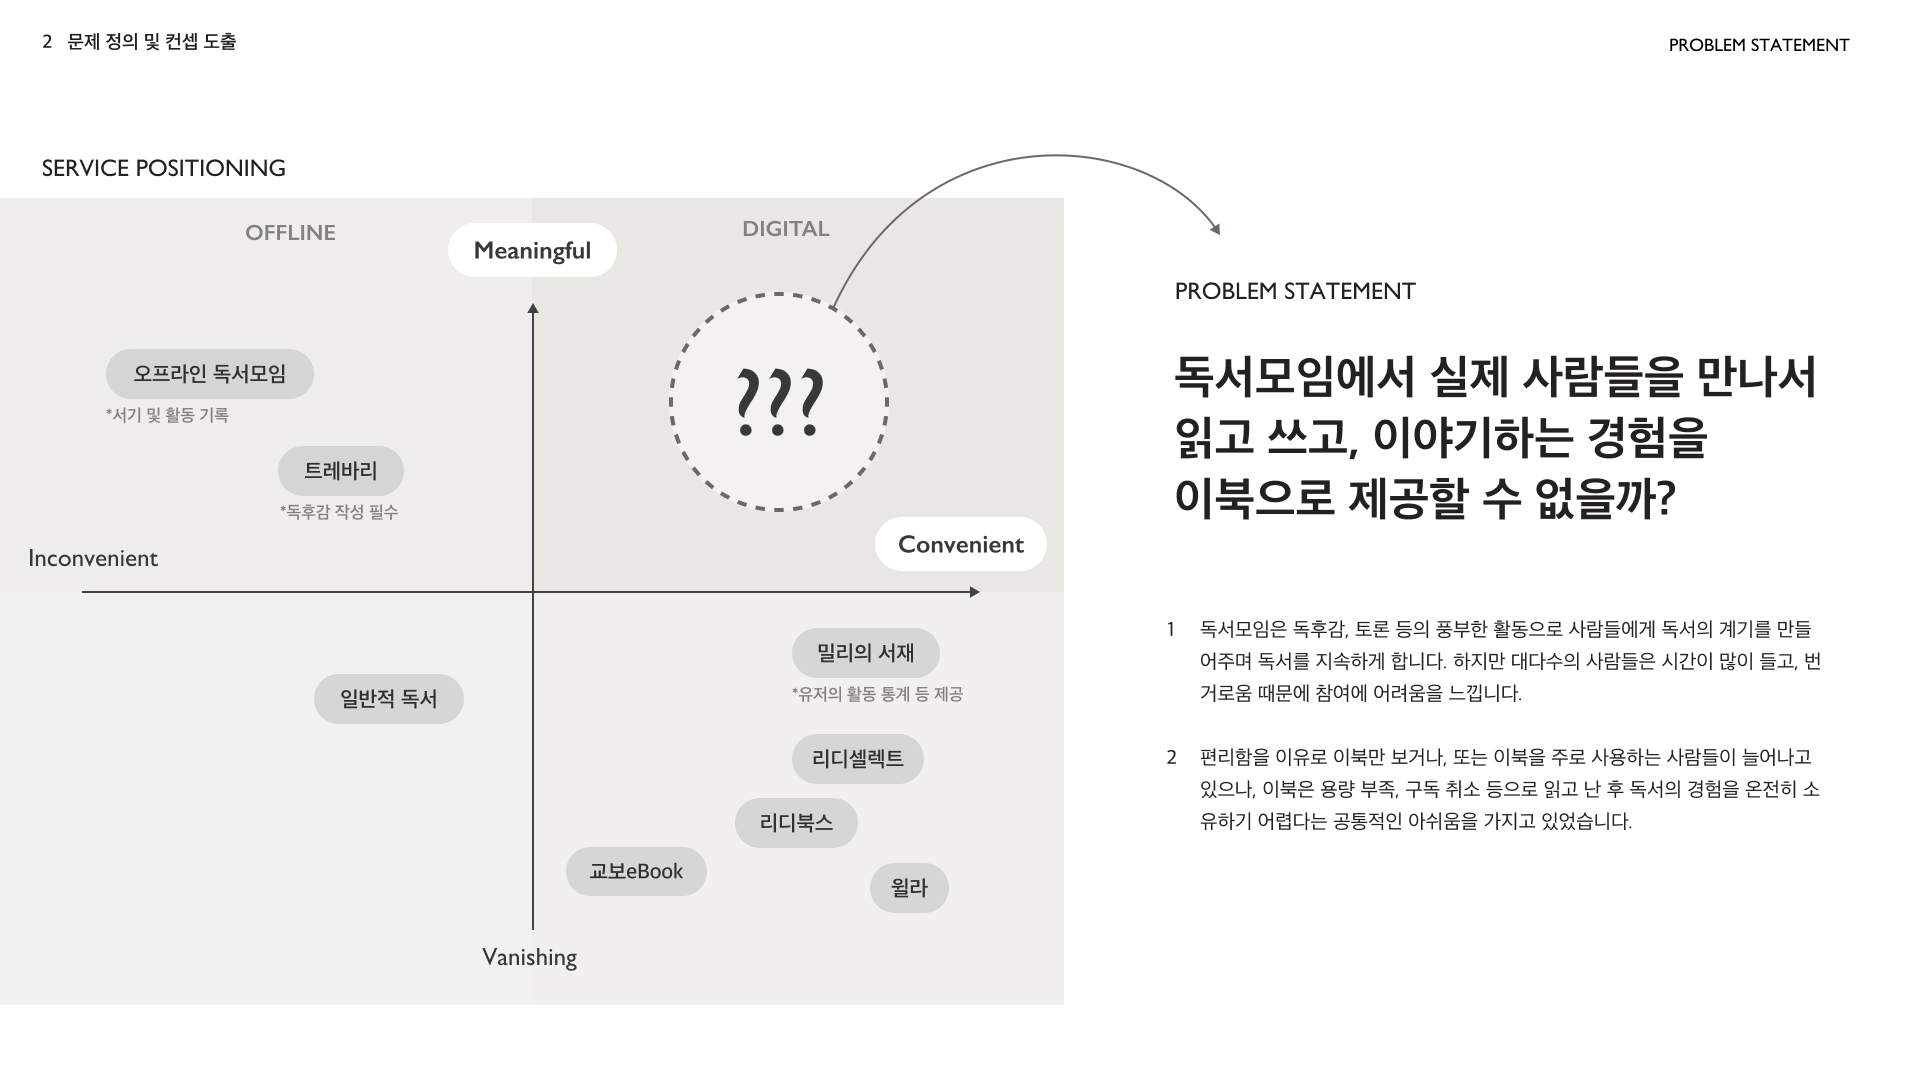 2 문제 정의 및 컨셉 도출
PROBLEM STATEMENT
SERVICE POSITIONING
OFFLINE
DIGITAL
Meaningful
???
오프라인 독서모임
*서기 및 활동 기록
트레바리
*독후감 작성 필수
Inconvenient
Convenient
밀리의 서재
*유저의 활동 통계 등 제공
일반적 독서
리디셀렉트
리디북스
교보eBook
윌라
Vanishing
PROBLEM STATEMENT
독서모임에서 실제 사람들을 만나서
읽고 쓰고, 이야기하는 경험을
이북으로 제공할 수 없을까?
1 독서모임은 독후감, 토론 등의 풍부한 활동으로 사람들에게 독서의 계기를 만들
어주며 독서를 지속하게 합니다. 하지만 대다수의 사람들은 시간이 많이 들고, 번
거로움 때문에 참여에 어려움을 느낍니다.
2 편리함을 이유로 이북만 보거나, 또는 이북을 주로 사용하는 사람들이 늘어나고
있으나, 이북은 용량 부족, 구독 취소 등으로 읽고 난 후 독서의 경험을 온전히 소
유하기 어렵다는 공통적인 아쉬움을 가지고 있었습니다.